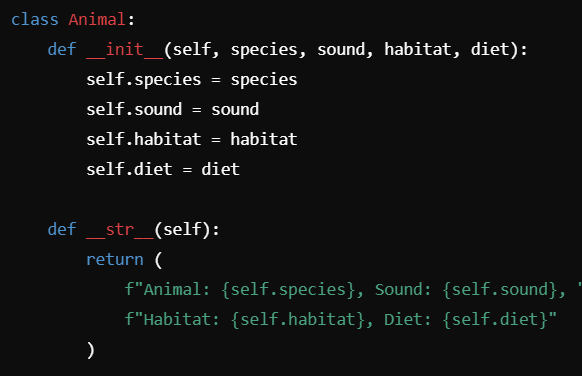 class Animal:
    def __init__(self, species, sound, habitat, diet):
        self.species = species
        self.sound = sound
        self.habitat = habitat
        self.diet = diet

    def __str__(self):
        return (
            f"Animal: {self.species}, Sound: {self.sound}, "
            f"Habitat: {self.habitat}, Diet: {self.diet}"
        )